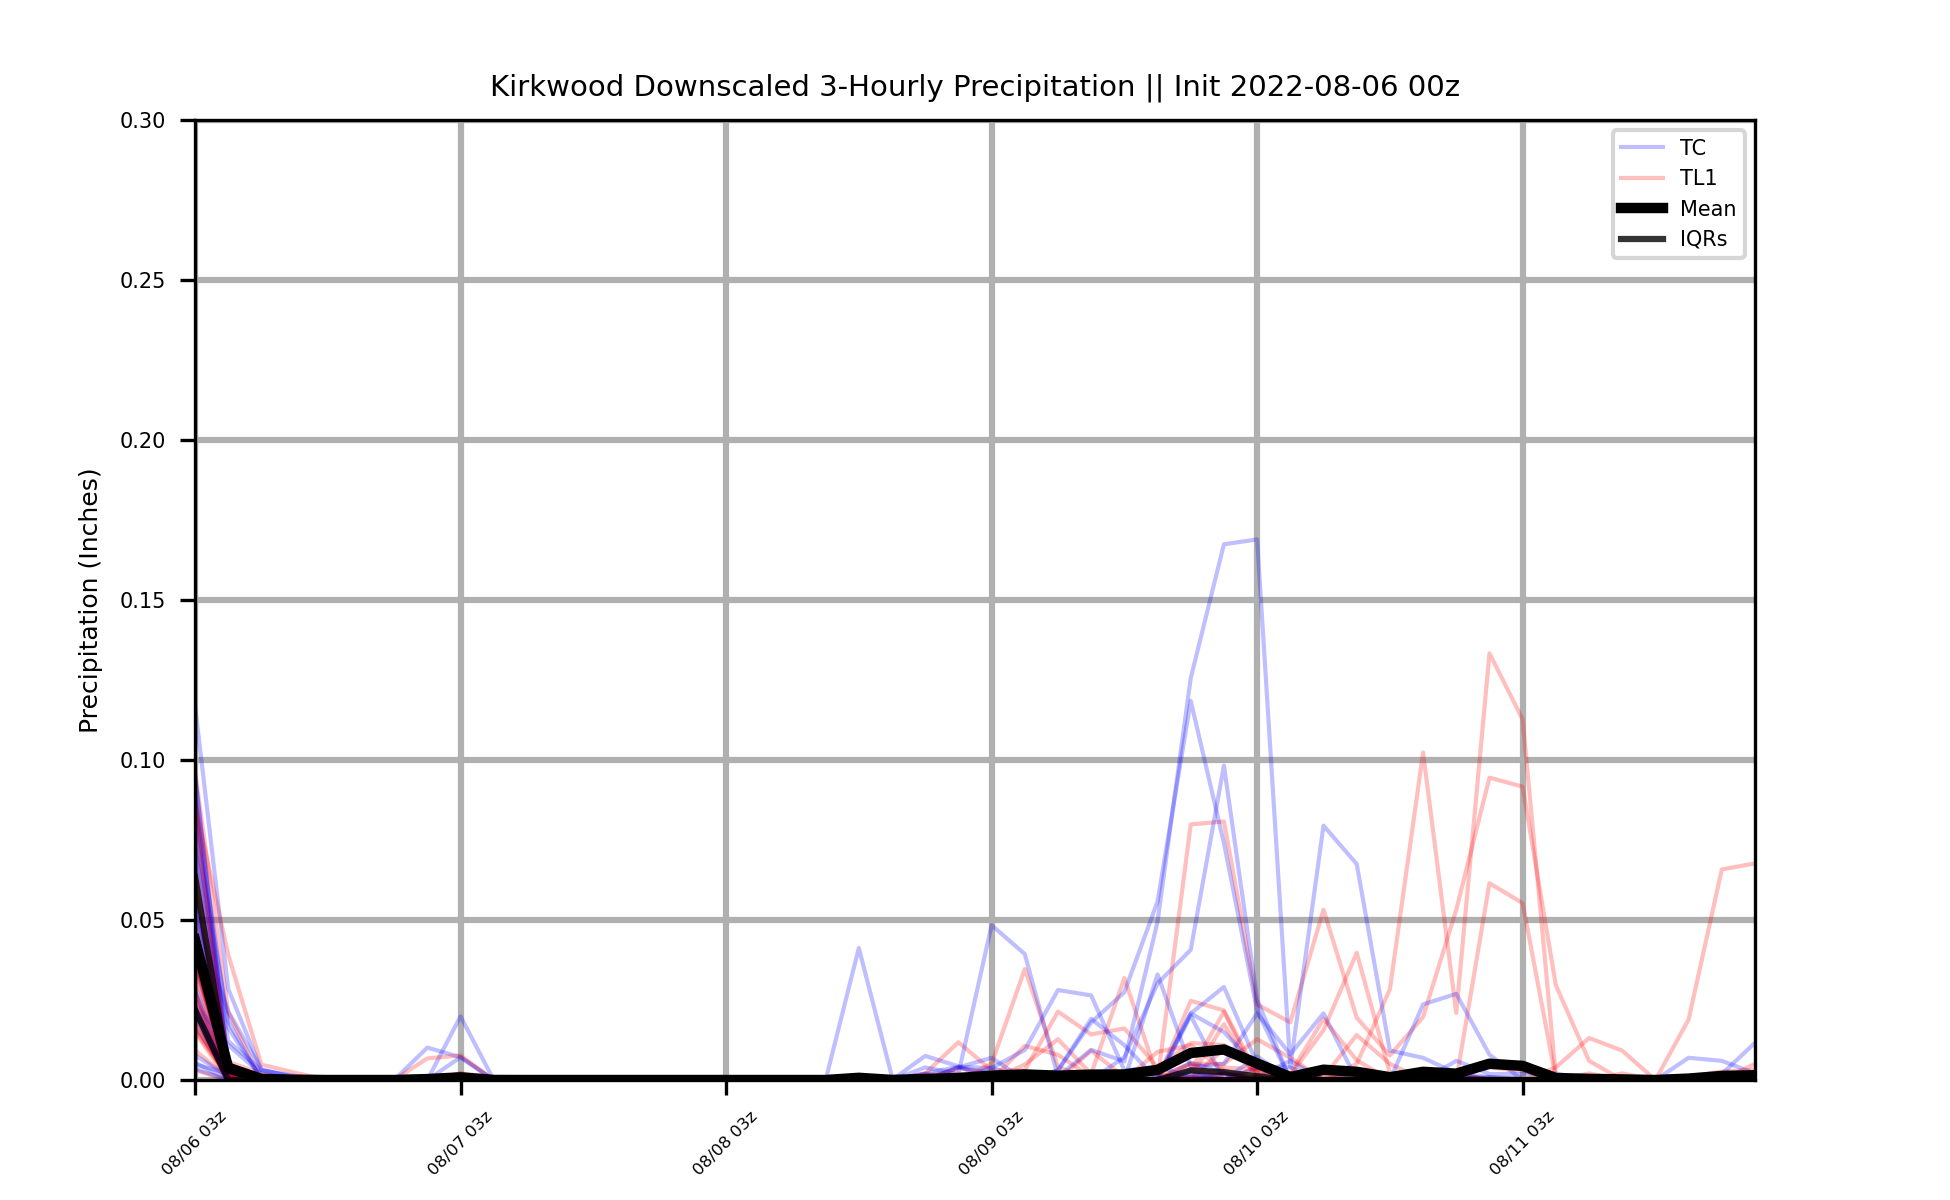 Kirkwood Downscaled 3-Hourly Precipitation || Init 2022-08-06 00z
0.30
0.25
0.20
0.15
0.10
0.05
0.00
Precipitation (Inches)
TC
TL1
Mean
IQRs
08/06 03z
08/07 03z
08/08 03z
08/09 03z
08/10 03z
08/11 03z